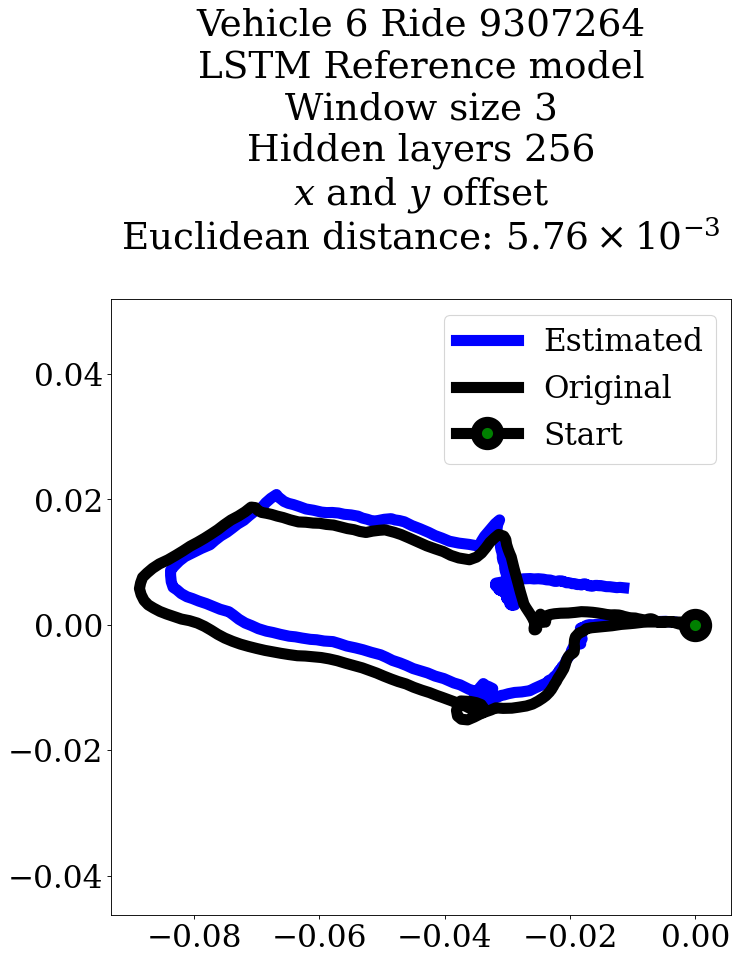 Vehicle 6 Ride 9307264
LSTM Reference model
Window size 3
Hidden layers 256
x and y offset
Euclidean distance: 5.76 × 10⁻³
Estimated
Original
Start
0.04
0.02
0.00
−0.02
−0.04
−0.08 −0.06 −0.04 −0.02 0.00